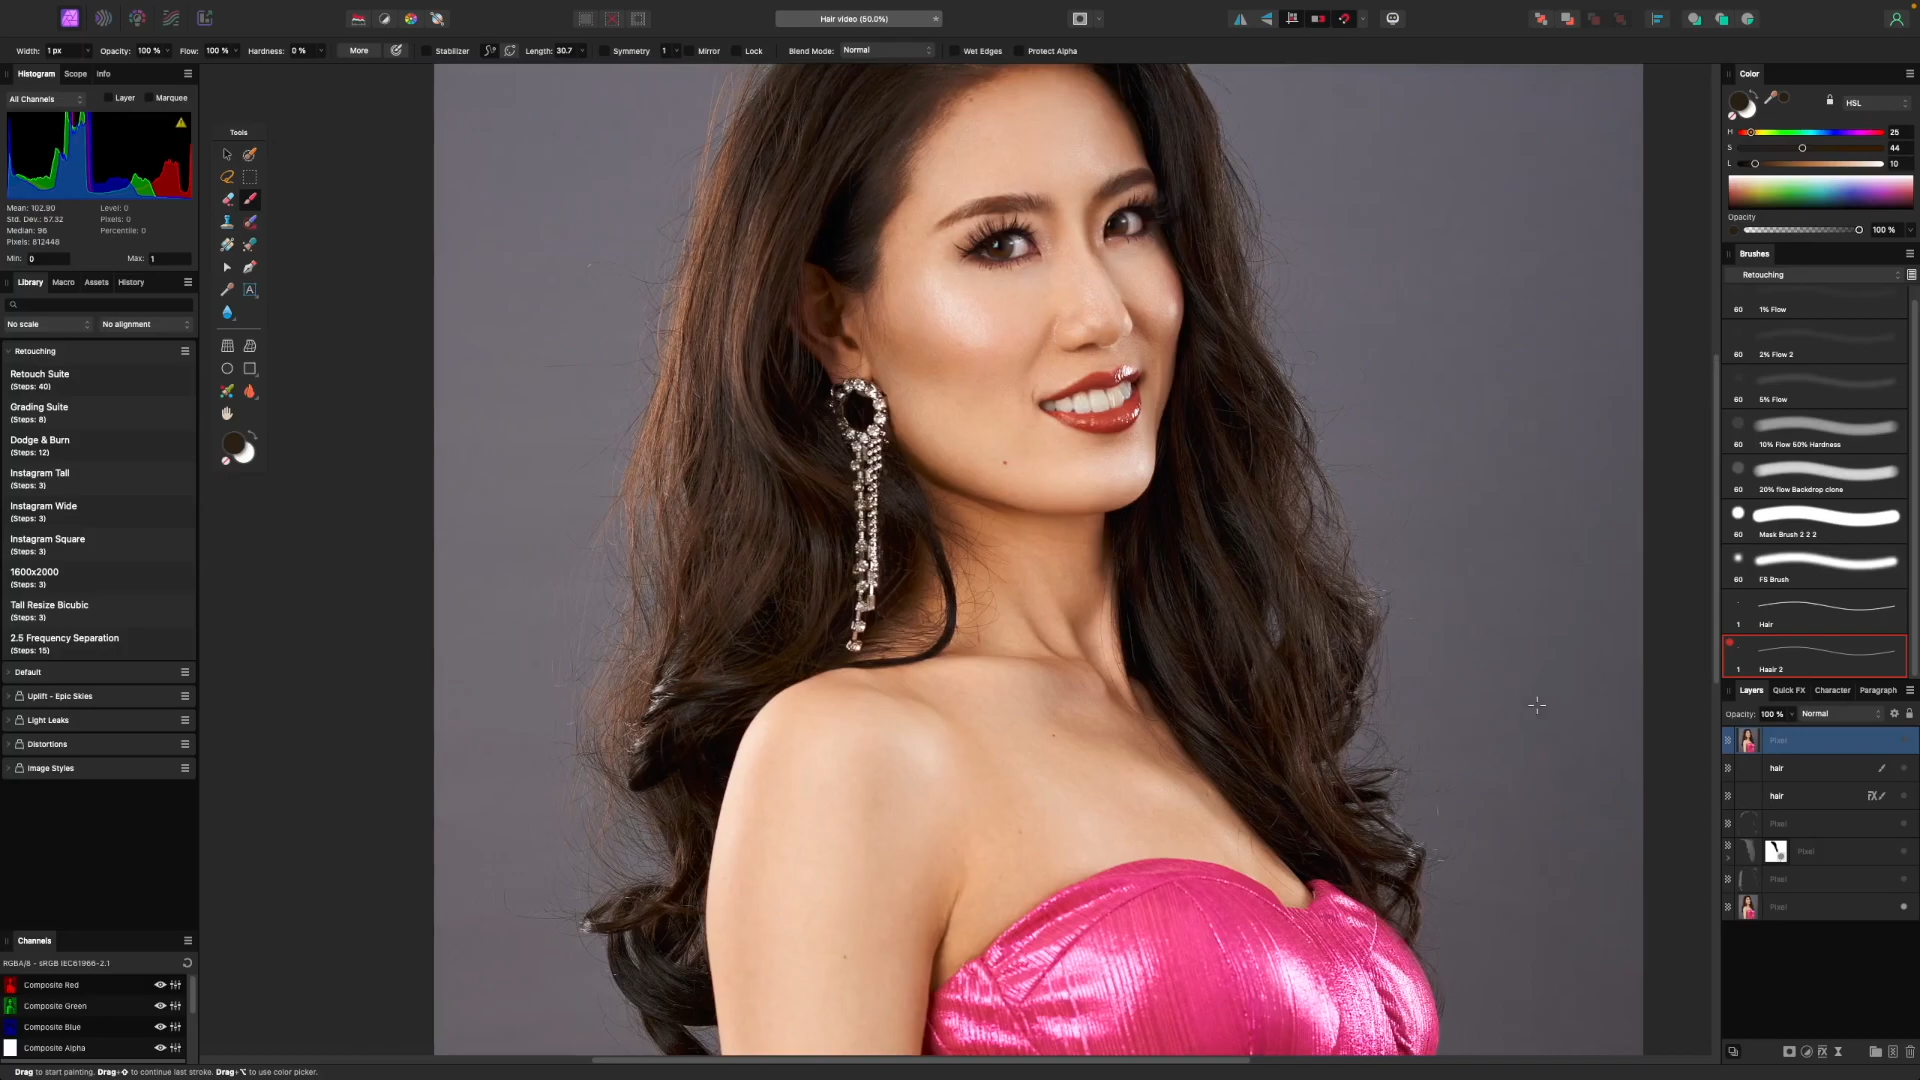 Hair video (50.0%)
Width: 1 px Opacity: 100 % Flow: 100 % Hardness: 0 % More Stabilizer Length: 30.7 Symmetry 1 Mirror Lock Blend Mode: Normal Wet Edges Protect Alpha
Histogram Scope Info
All Channels Layer Marquee
Mean: 102.90 Level: 0
Std. Dev.: 57.32 Pixels: 0
Median: 96 Percentile: 0
Pixels: 812448
Min: 0 Max: 1
Library Macro Assets History
No scale No alignment
Retouching
Retouch Suite
(Steps: 40)
Grading Suite
(Steps: 8)
Dodge & Burn
(Steps: 12)
Instagram Tall
(Steps: 3)
Instagram Wide
(Steps: 3)
Instagram Square
(Steps: 3)
1600x2000
(Steps: 3)
Tall Resize Bicubic
(Steps: 3)
2.5 Frequency Separation
(Steps: 15)
Default
Uplift - Epic Skies
Light Leaks
Distortions
Image Styles
Channels
RGBA/8 - sRGB IEC61966-2.1
Composite Red
Composite Green
Composite Blue
Composite Alpha
Drag to start painting. Drag+⇧ to continue last stroke. Drag+⌥ to use color picker.
Tools
A
Color
HSL
H 25
S 44
L 10
Opacity
100 %
Brushes
Retouching
60 1% Flow
60 2% Flow 2
60 5% Flow
60 10% Flow 50% Hardness
60 20% flow Backdrop clone
60 Mask Brush 2 2 2
60 FS Brush
1 Hair
1 Haair 2
Layers Quick FX Character Paragraph
Opacity: 100 % Normal
Pixel
hair
hair FX
Pixel
Pixel
Pixel
Pixel
FX